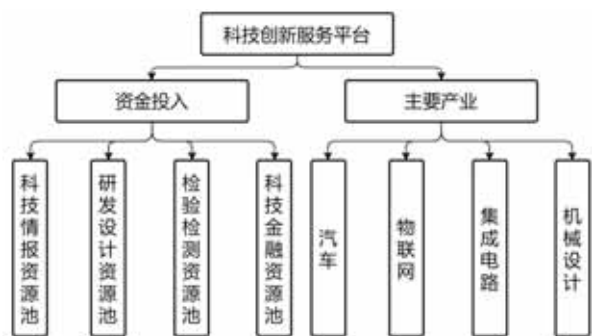 科技创新服务平台
资金投入
主要产业
科技情报资源池
研发设计资源池
检验检测资源池
科技金融资源池
汽车
物联网
集成电路
机械设计